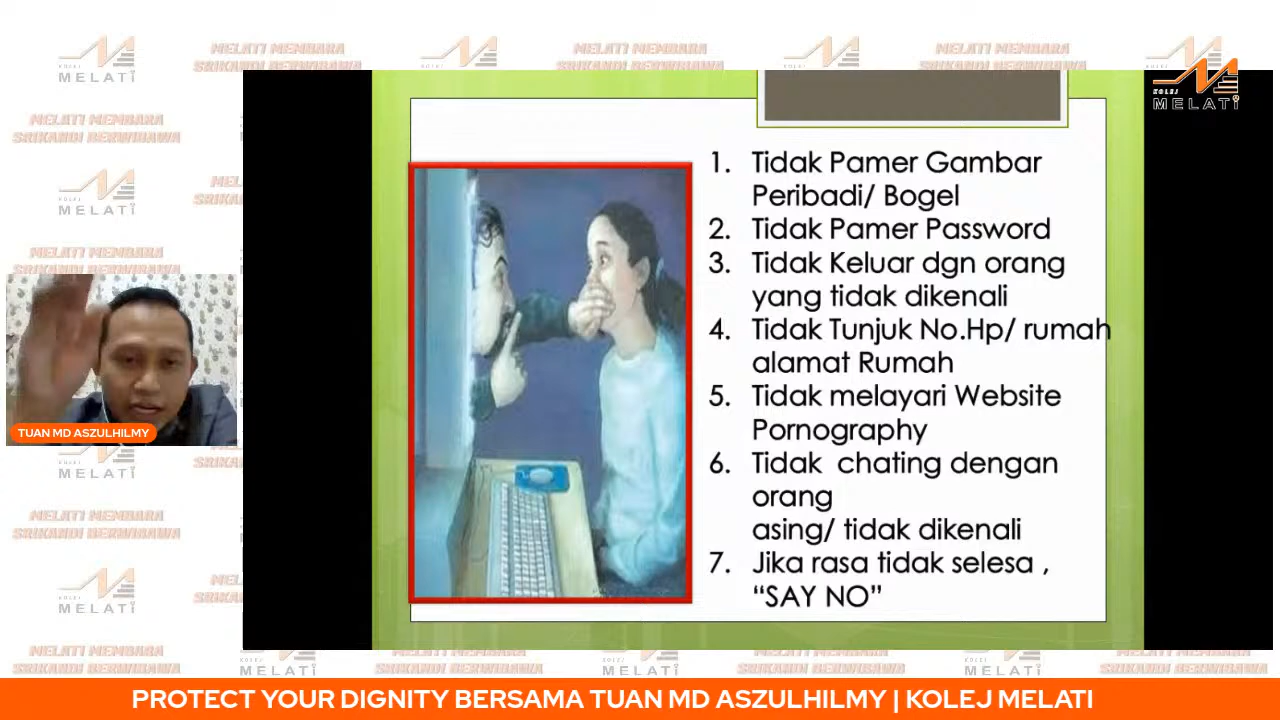 MELATI MEMBARA
SRIKANDI BERWIBAWA
KOLEJ
MELATI
1. Tidak Pamer Gambar
Peribadi/ Bogel
2. Tidak Pamer Password
3. Tidak Keluar dgn orang
yang tidak dikenali
4. Tidak Tunjuk No.Hp/ rumah
alamat Rumah
5. Tidak melayari Website
Pornography
6. Tidak chating dengan
orang
asing/ tidak dikenali
7. Jika rasa tidak selesa ,
“SAY NO”
TUAN MD ASZULHILMY
PROTECT YOUR DIGNITY BERSAMA TUAN MD ASZULHILMY | KOLEJ MELATI